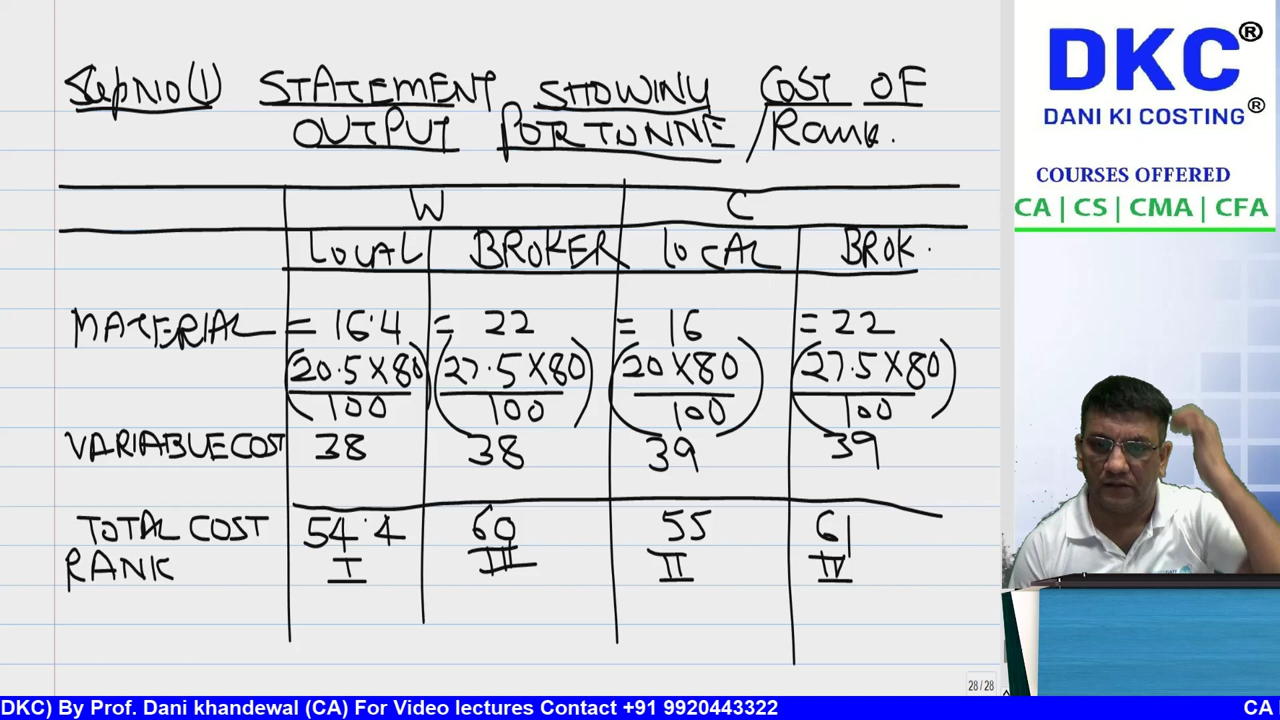 Step No (1) STATEMENT SHOWING COST OF
OUTPUT PER TUNNE / Rank.
W C
LOCAL BROKER LOCAL BROK.
MATERIAL = 16.4 = 22 = 16 = 22
(20.5 X 80 (27.5 X 80) (20 X 80) (27.5 X 80)
100 100 100 100
VARIABLE COST 38 38 39 39
TOTAL COST 54.4 60 55 61
RANK I III II IV
28 / 28
DKC®
DANI KI COSTING®
COURSES OFFERED
CA | CS | CMA | CFA
DKC) By Prof. Dani khandewal (CA) For Video lectures Contact +91 9920443322 CA